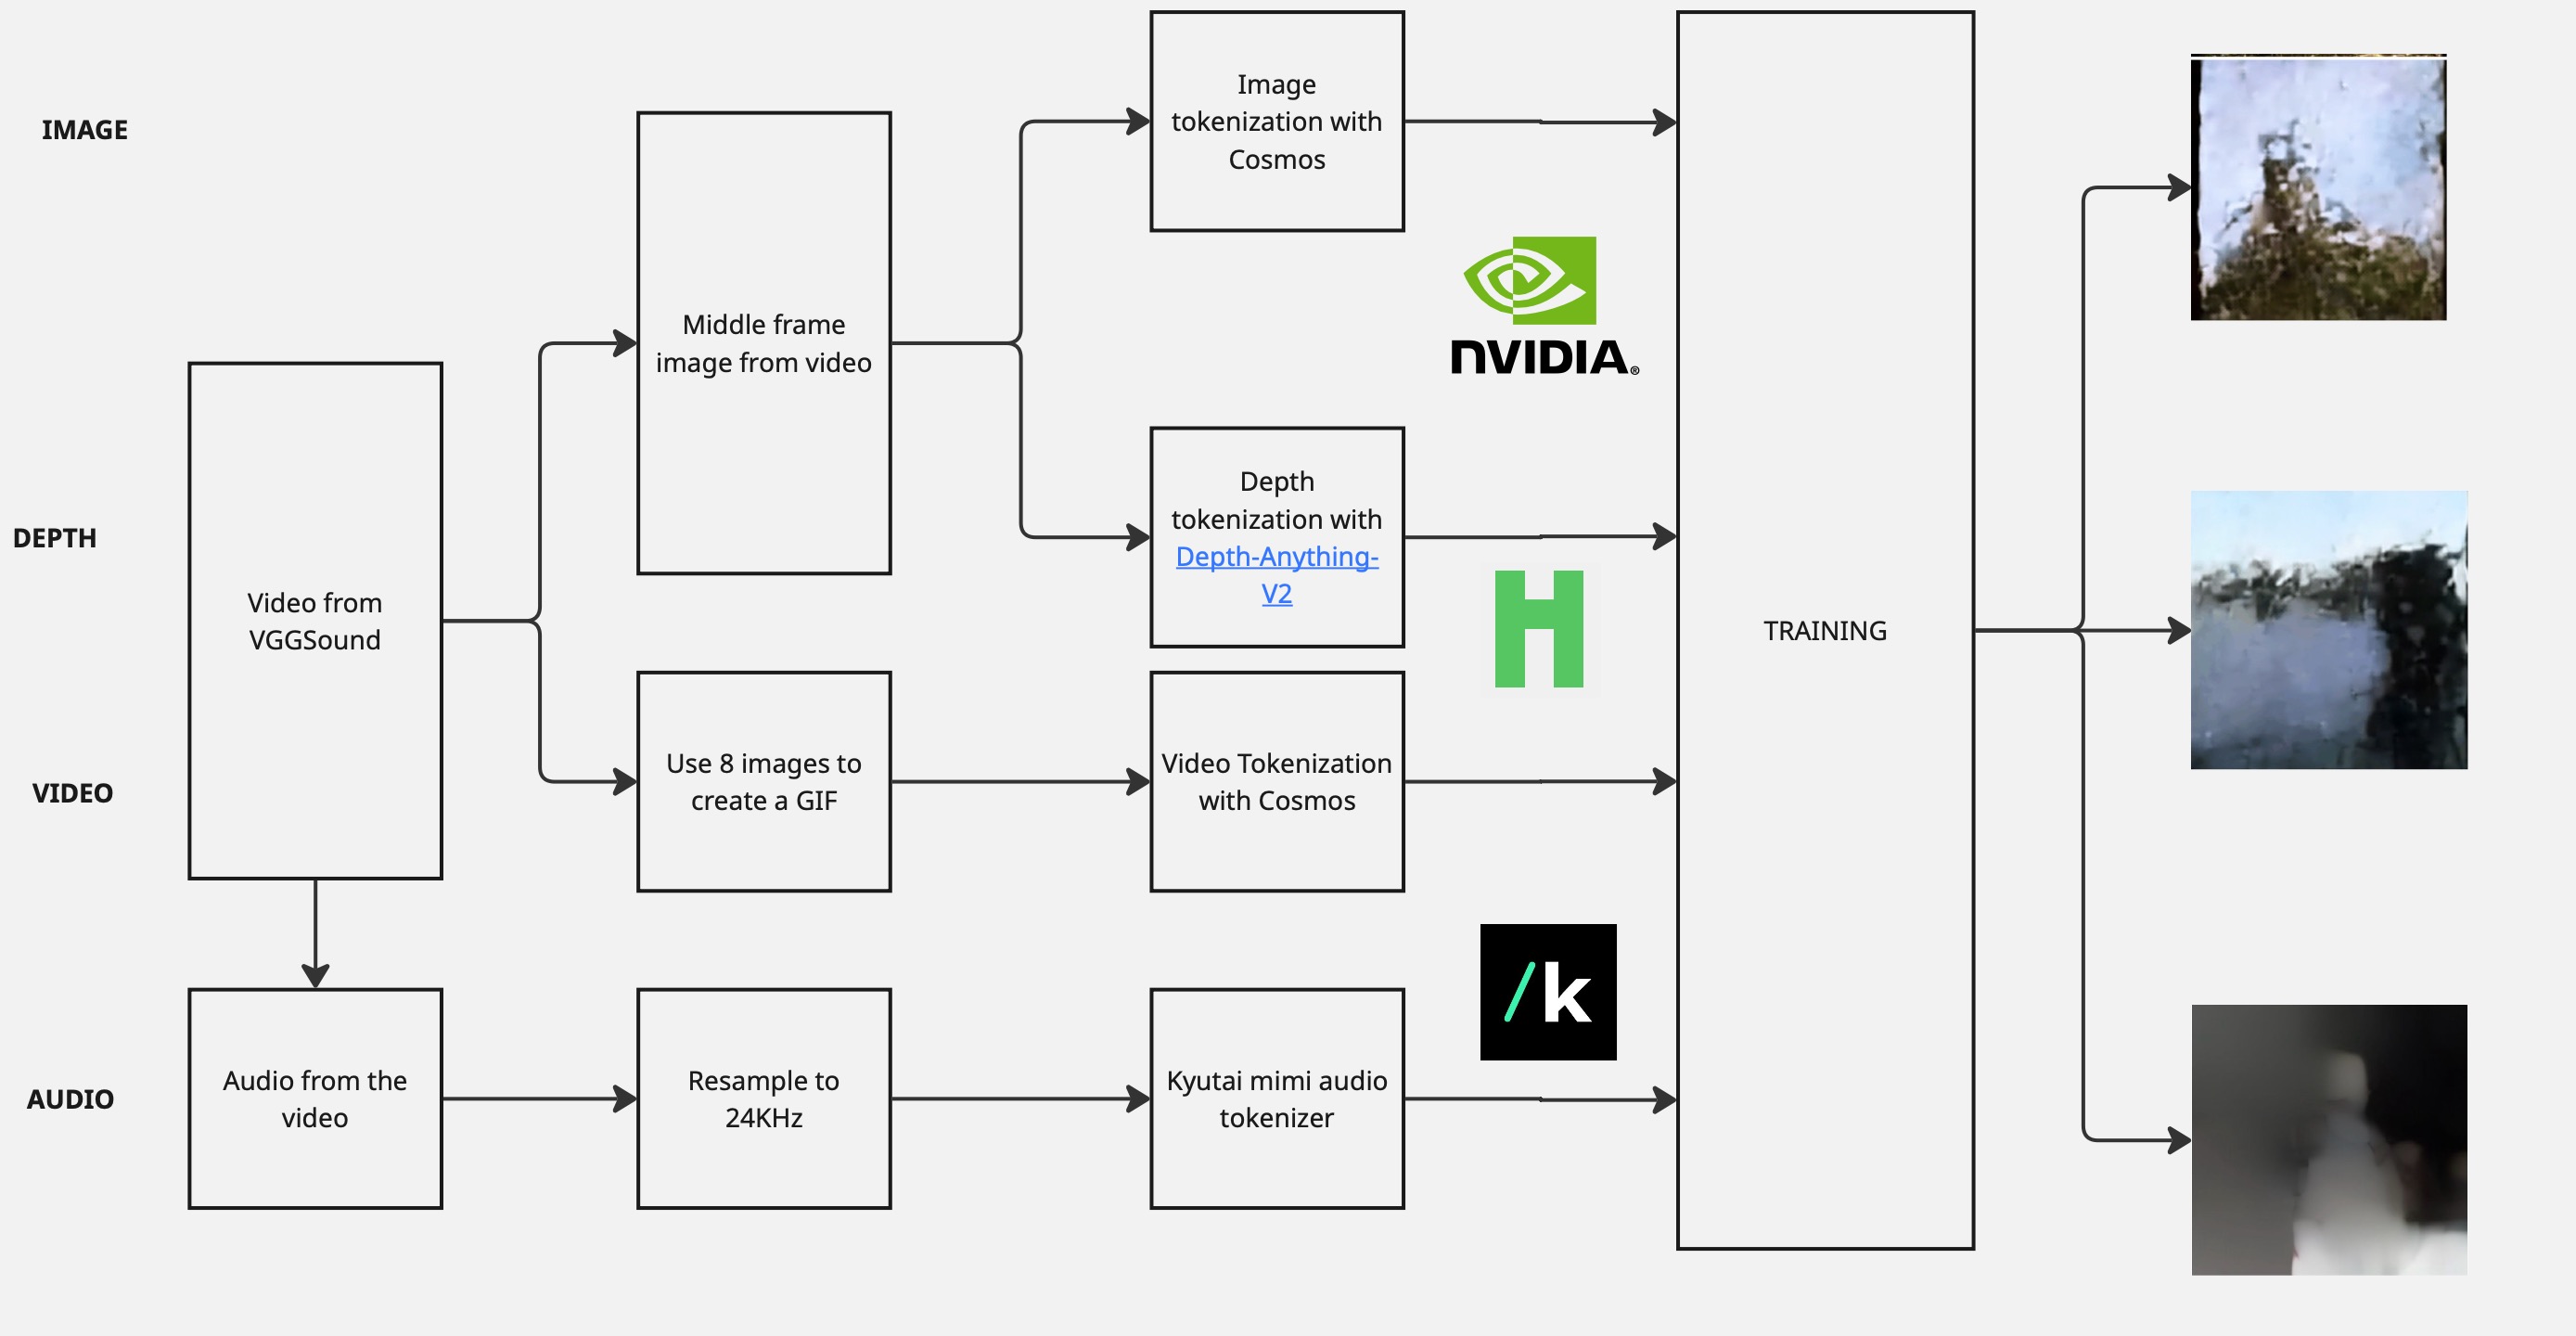 IMAGE
DEPTH
VIDEO
AUDIO
Video from
VGGSound
Audio from the
video
Middle frame
image from video
Use 8 images to
create a GIF
Resample to
24KHz
Image
tokenization with
Cosmos
Depth
tokenization with
Depth-Anything-
V2
Video Tokenization
with Cosmos
Kyutai mimi audio
tokenizer
NVIDIA®
H
/k
TRAINING